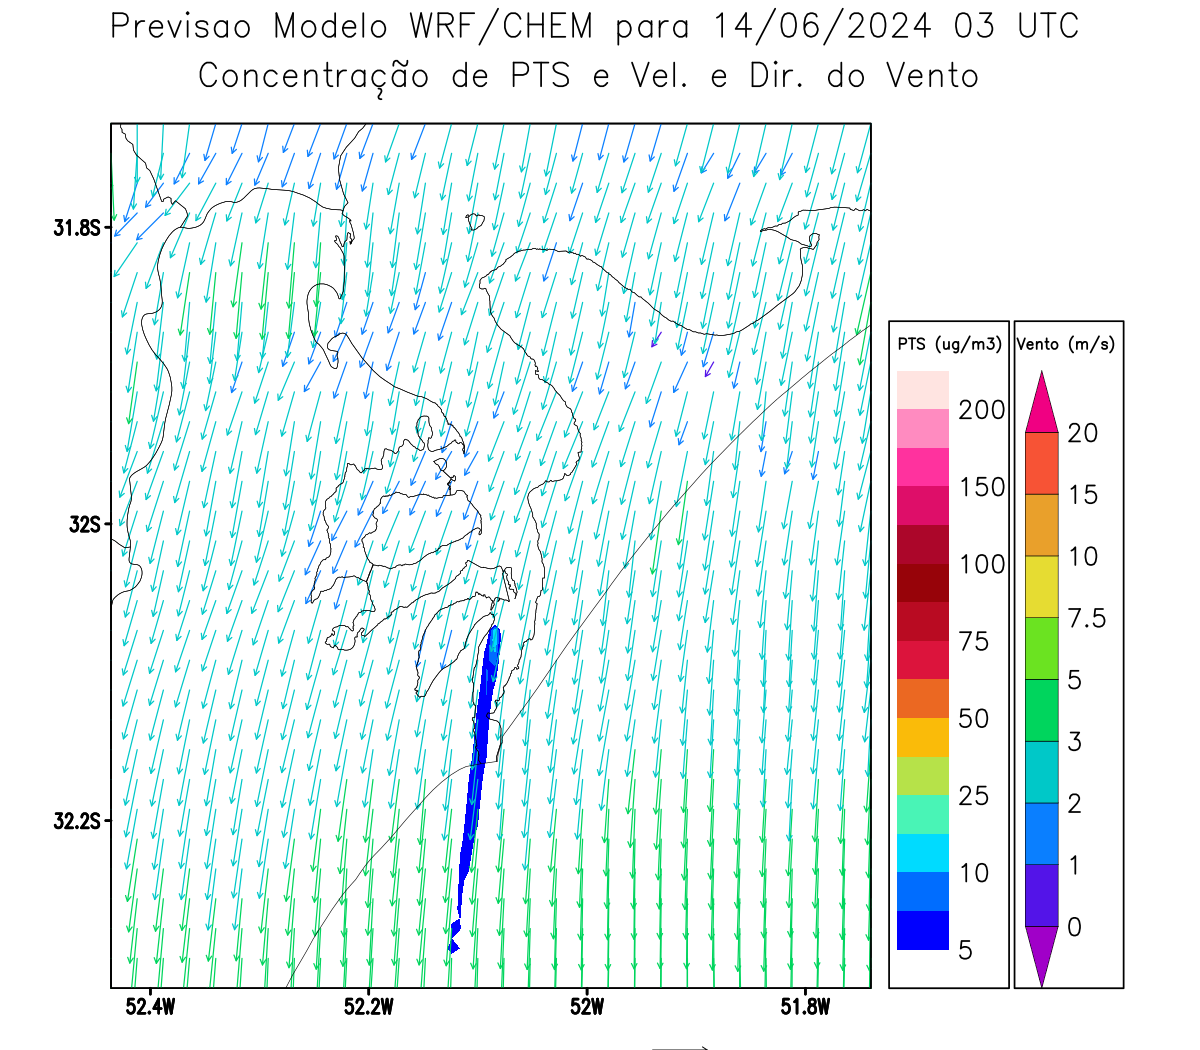 Previsao Modelo WRF/CHEM para 14/06/2024 03 UTC
Concentração de PTS e Vel. e Dir. do Vento
31.8S
32S
32.2S
52.4W
52.2W
52W
51.8W
PTS (ug/m3)
200
150
100
75
50
25
10
5
Vento (m/s)
20
15
10
7.5
5
3
2
1
0